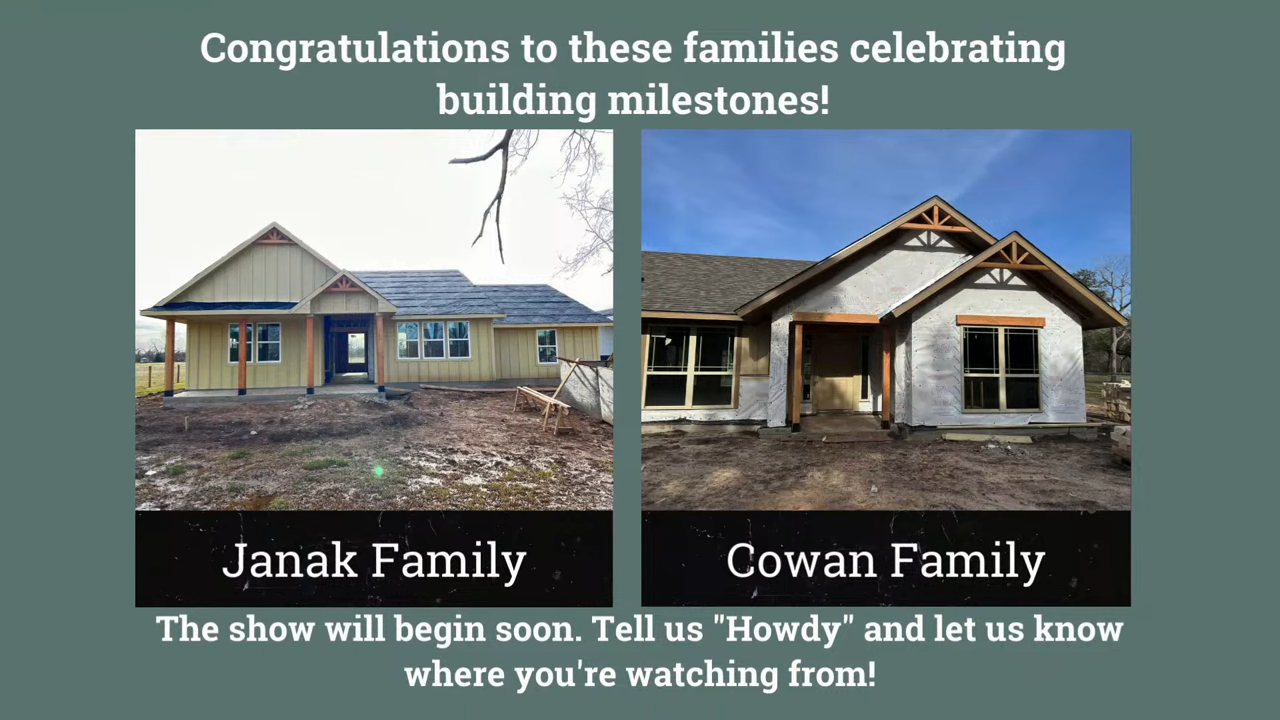 Congratulations to these families celebrating
building milestones!
Janak Family
Cowan Family
The show will begin soon. Tell us "Howdy" and let us know
where you're watching from!